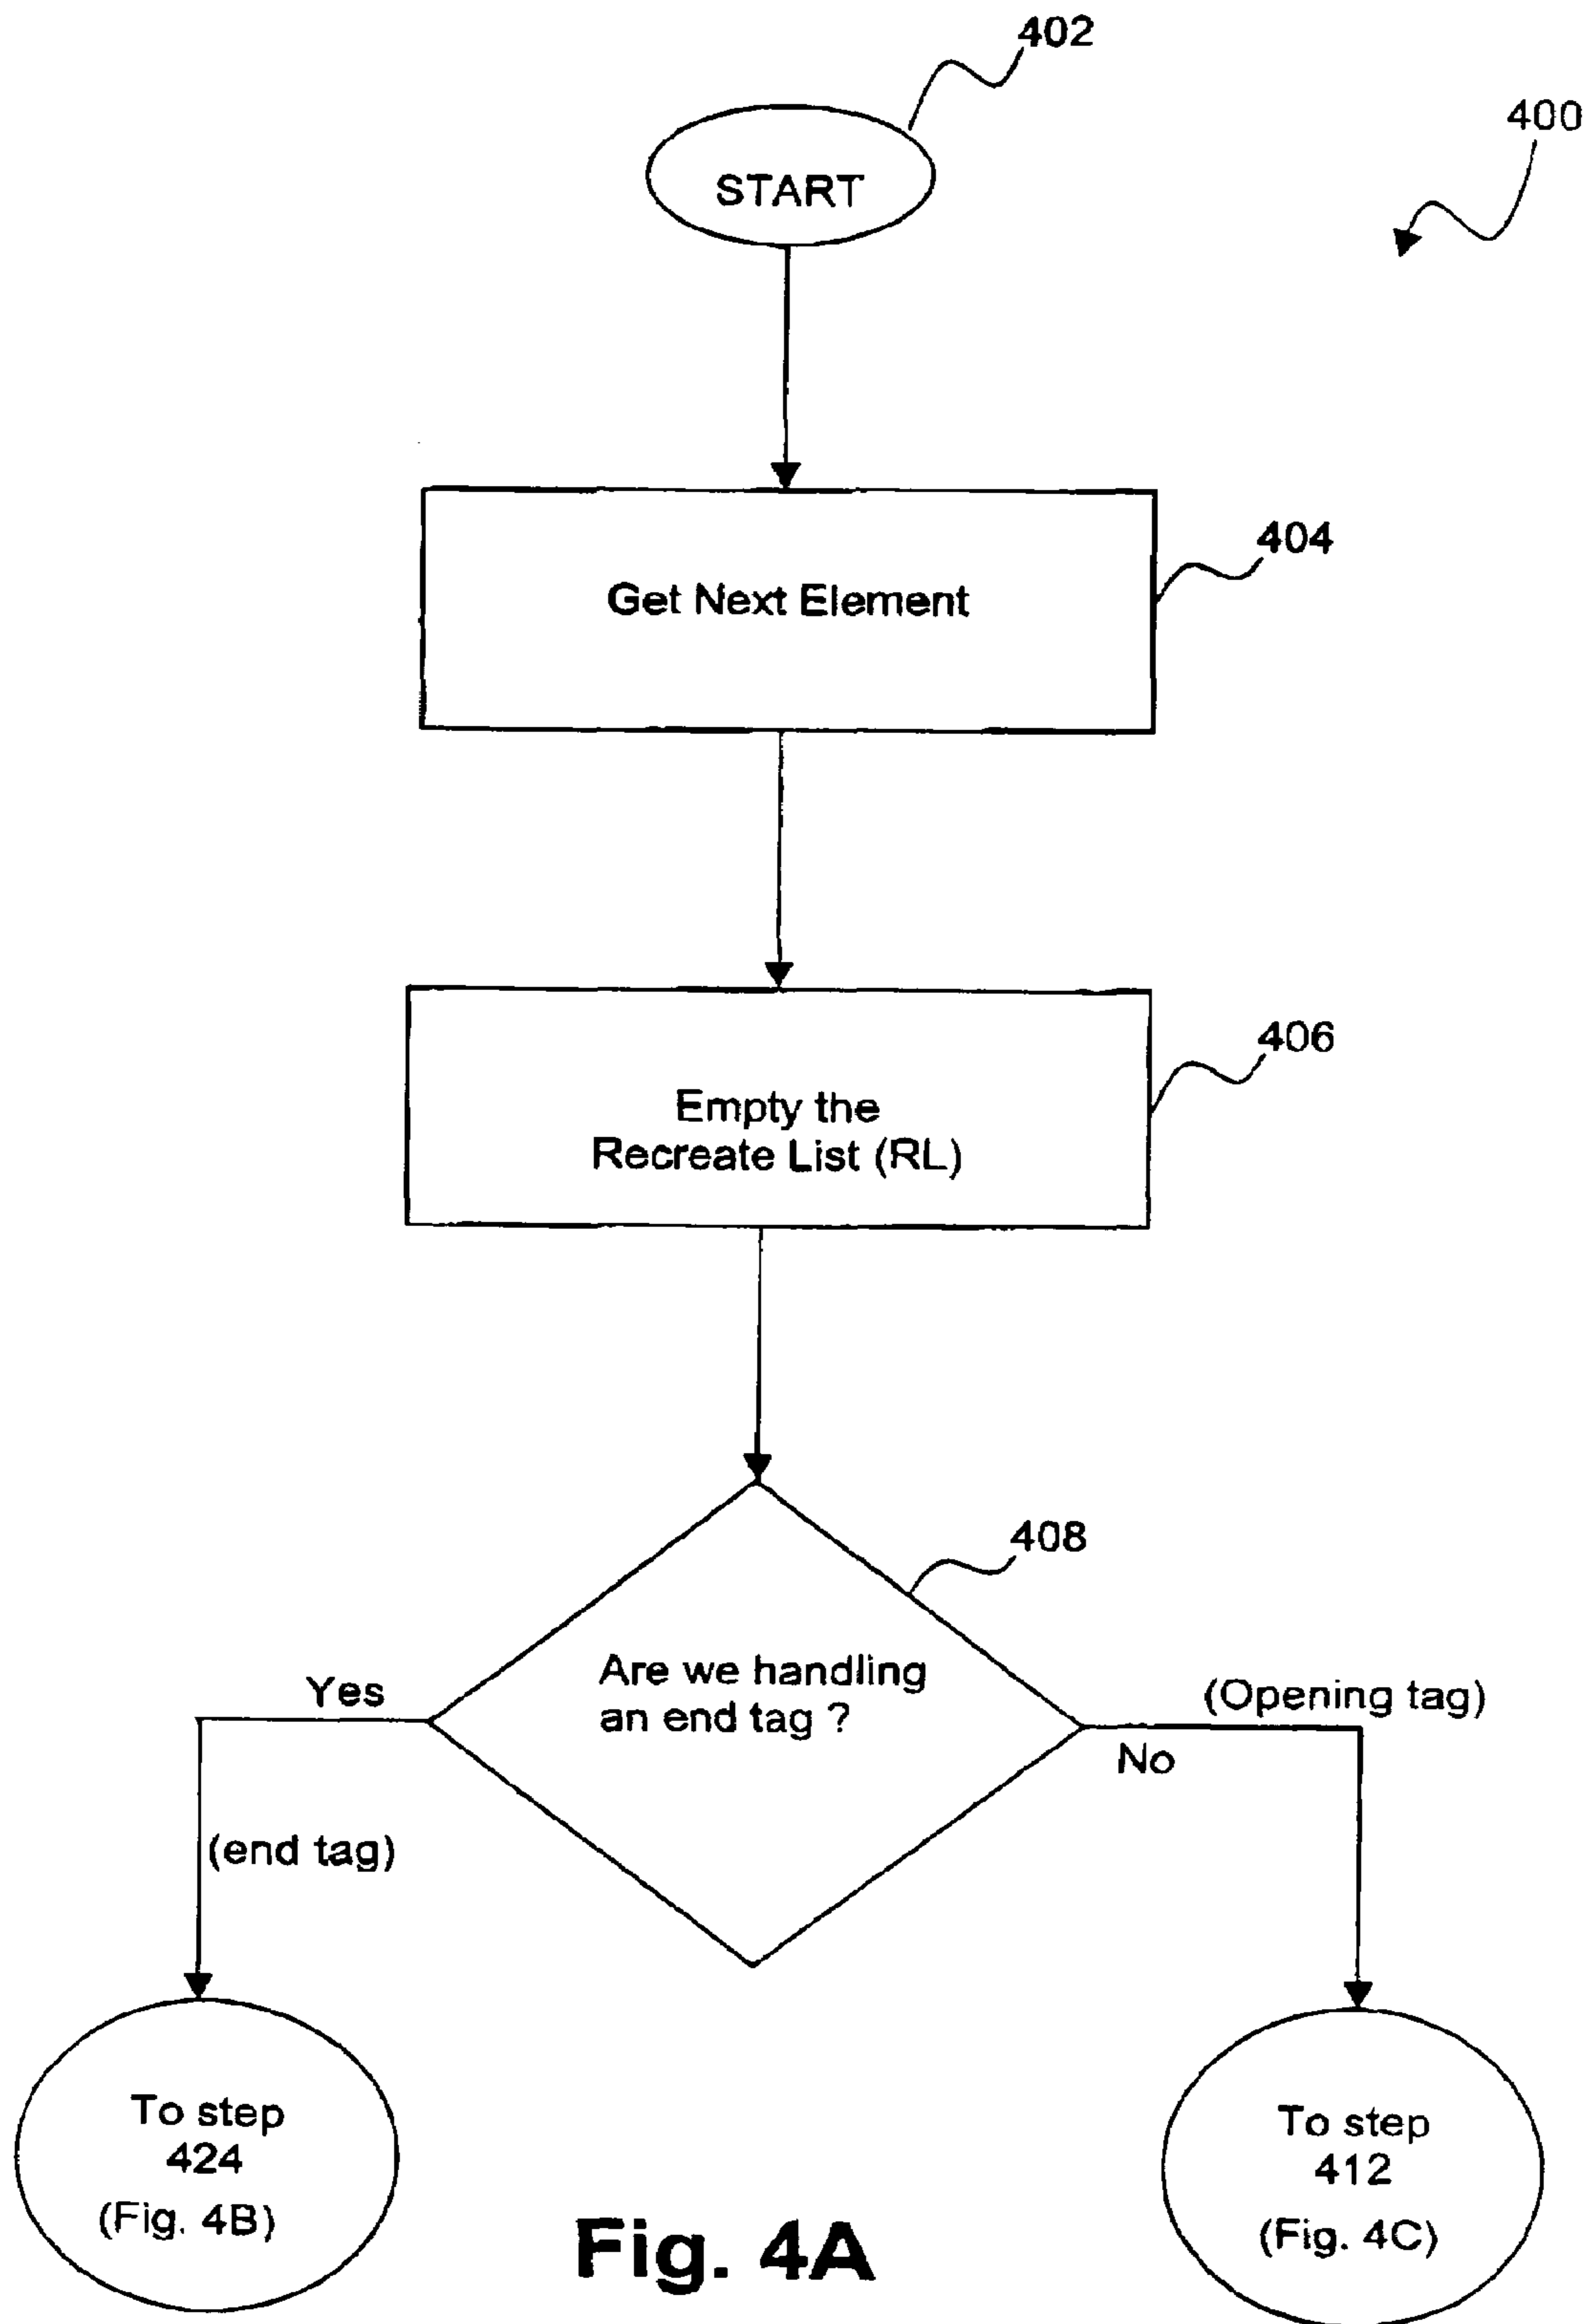 402
400
START
Get Next Element
404
Empty the
Recreate List (RL)
406
408
Are we handling
an end tag ?
Yes
(end tag)
(Opening tag)
No
To step
424
(Fig. 4B)
To step
412
(Fig. 4C)
Fig. 4A